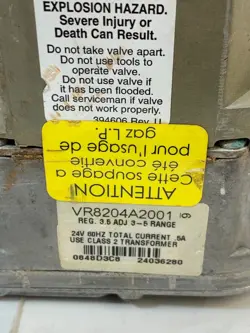 EXPLOSION HAZARD.
Severe Injury or
Death Can Result.
Do not take valve apart.
Do not use tools to
operate valve.
Do not use valve if
it has been flooded.
Call serviceman if valve
does not work properly.
394606 Rev. U
ATTENTION!
Cette soupape a
été convertie
pour l'usage de
gaz L.P.
VR8204A2001 6
REG. 3.5 ADJ 3-5 RANGE
24V 60HZ TOTAL CURRENT .5A
USE CLASS 2 TRANSFORMER
0848D3C8 24036280